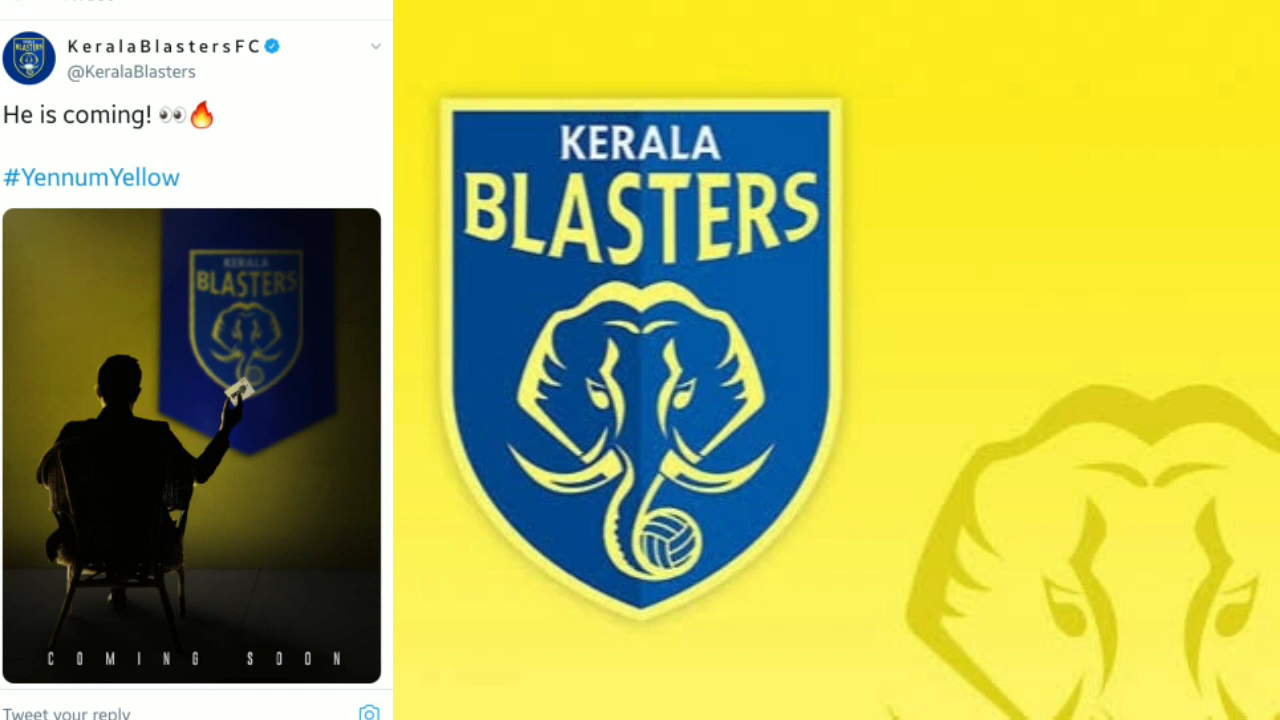 KeralaBlastersFC
@KeralaBlasters
He is coming! 👀🔥
#YennumYellow
KERALA
BLASTERS
COMING SOON
Tweet your reply
KERALA
BLASTERS